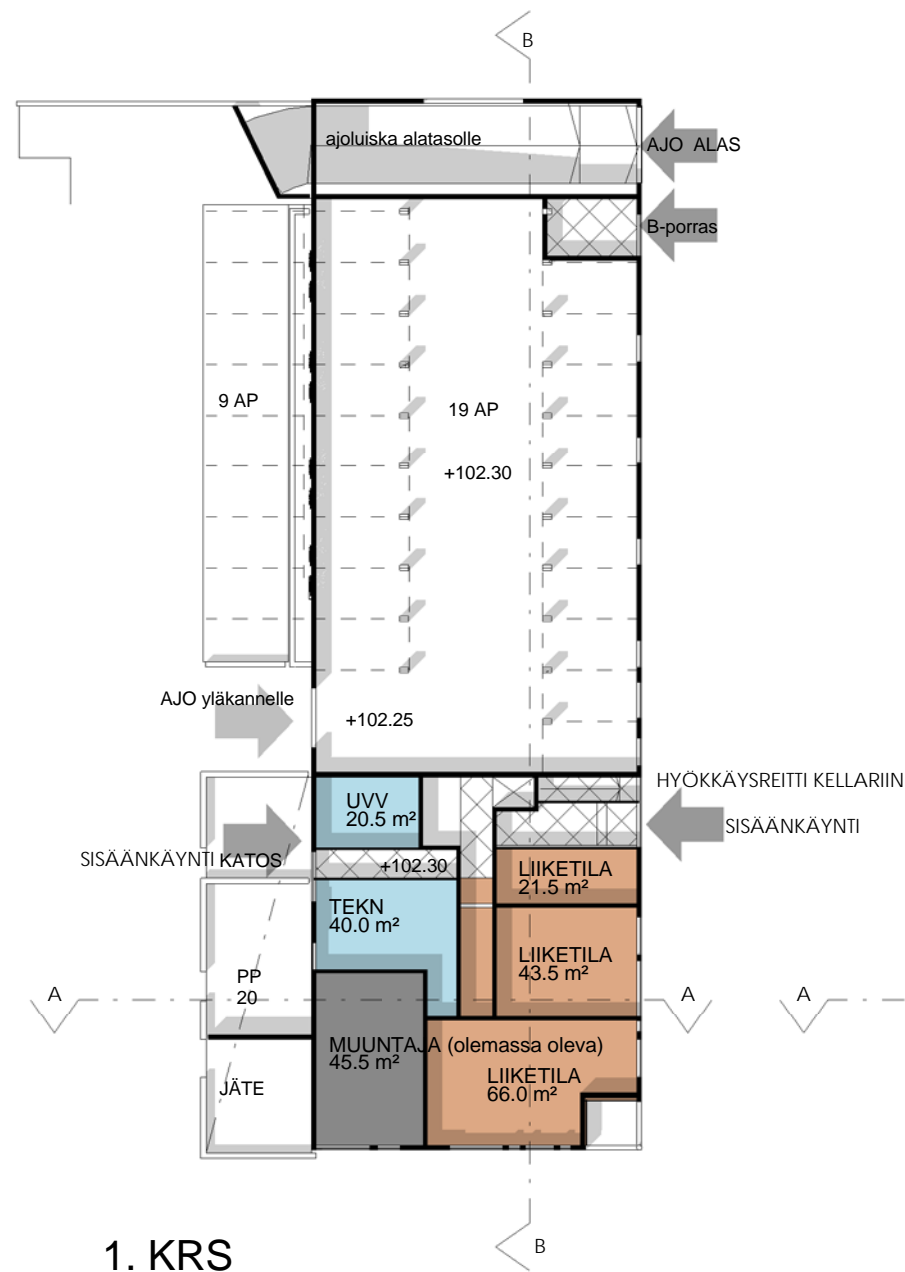 B
ajoluiska alatasolle
AJO ALAS
B-porras
9 AP
19 AP
+102.30
AJO yläkannelle
+102.25
HYÖKKÄYSREITTI KELLARIIN
UVV
20.5 m²
SISÄÄNKÄYNTI
SISÄÄNKÄYNTI KATOS
+102.30
LIIKETILA
21.5 m²
TEKN
40.0 m²
LIIKETILA
43.5 m²
PP
20
A
A
A
MUUNTAJA (olemassa oleva)
45.5 m²
LIIKETILA
66.0 m²
JÄTE
B
1. KRS